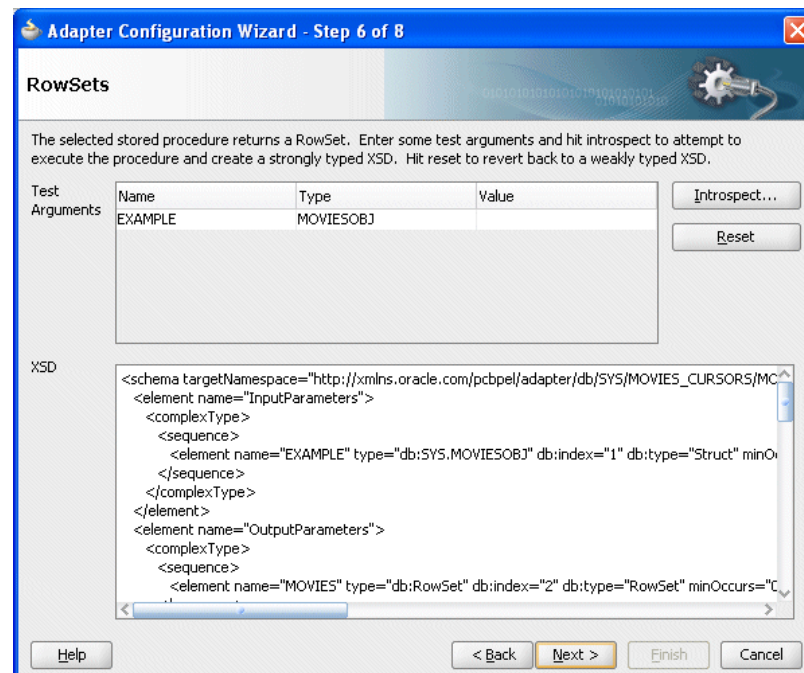 Adapter Configuration Wizard - Step 6 of 8
RowSets
The selected stored procedure returns a RowSet. Enter some test arguments and hit introspect to attempt to
execute the procedure and create a strongly typed XSD. Hit reset to revert back to a weakly typed XSD.
Test
Arguments
Name Type Value
EXAMPLE MOVIESOBJ
Introspect...
Reset
XSD
<schema targetNamespace="http://xmlns.oracle.com/pcbpel/adapter/db/SYS/MOVIES_CURSORS/MO
<element name="InputParameters">
<complexType>
<sequence>
<element name="EXAMPLE" type="db:SYS.MOVIESOBJ" db:index="1" db:type="Struct" minO
</sequence>
</complexType>
</element>
<element name="OutputParameters">
<complexType>
<sequence>
<element name="MOVIES" type="db:RowSet" db:index="2" db:type="RowSet" minOccurs="0
Help
< Back
Next >
Finish
Cancel